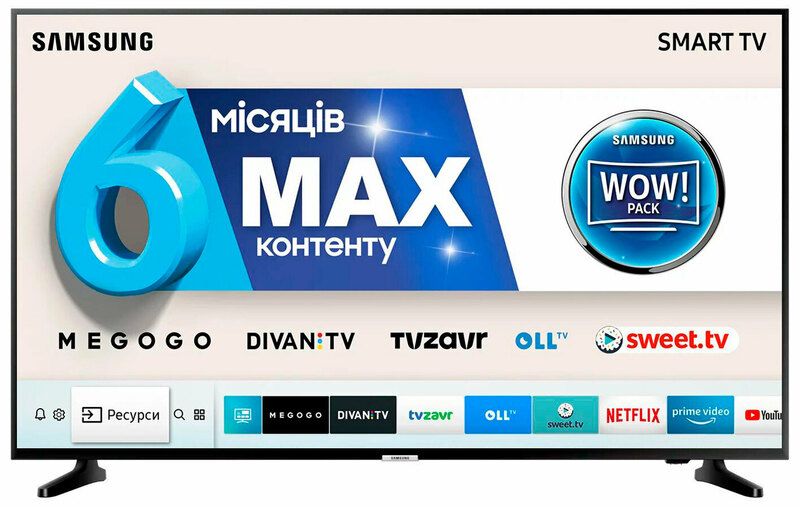 SAMSUNG
SMART TV
6
МІСЯЦІВ
MAX
КОНТЕНТУ
SAMSUNG
WOW!
PACK
MEGOGO
DIVAN:TV
TVZAVR
OLL TV
sweet.tv
Ресурси
MEGOGO
DIVAN:TV
tvzavr
OLL TV
sweet.tv
NETFLIX
prime video
YouTu
SAMSUNG